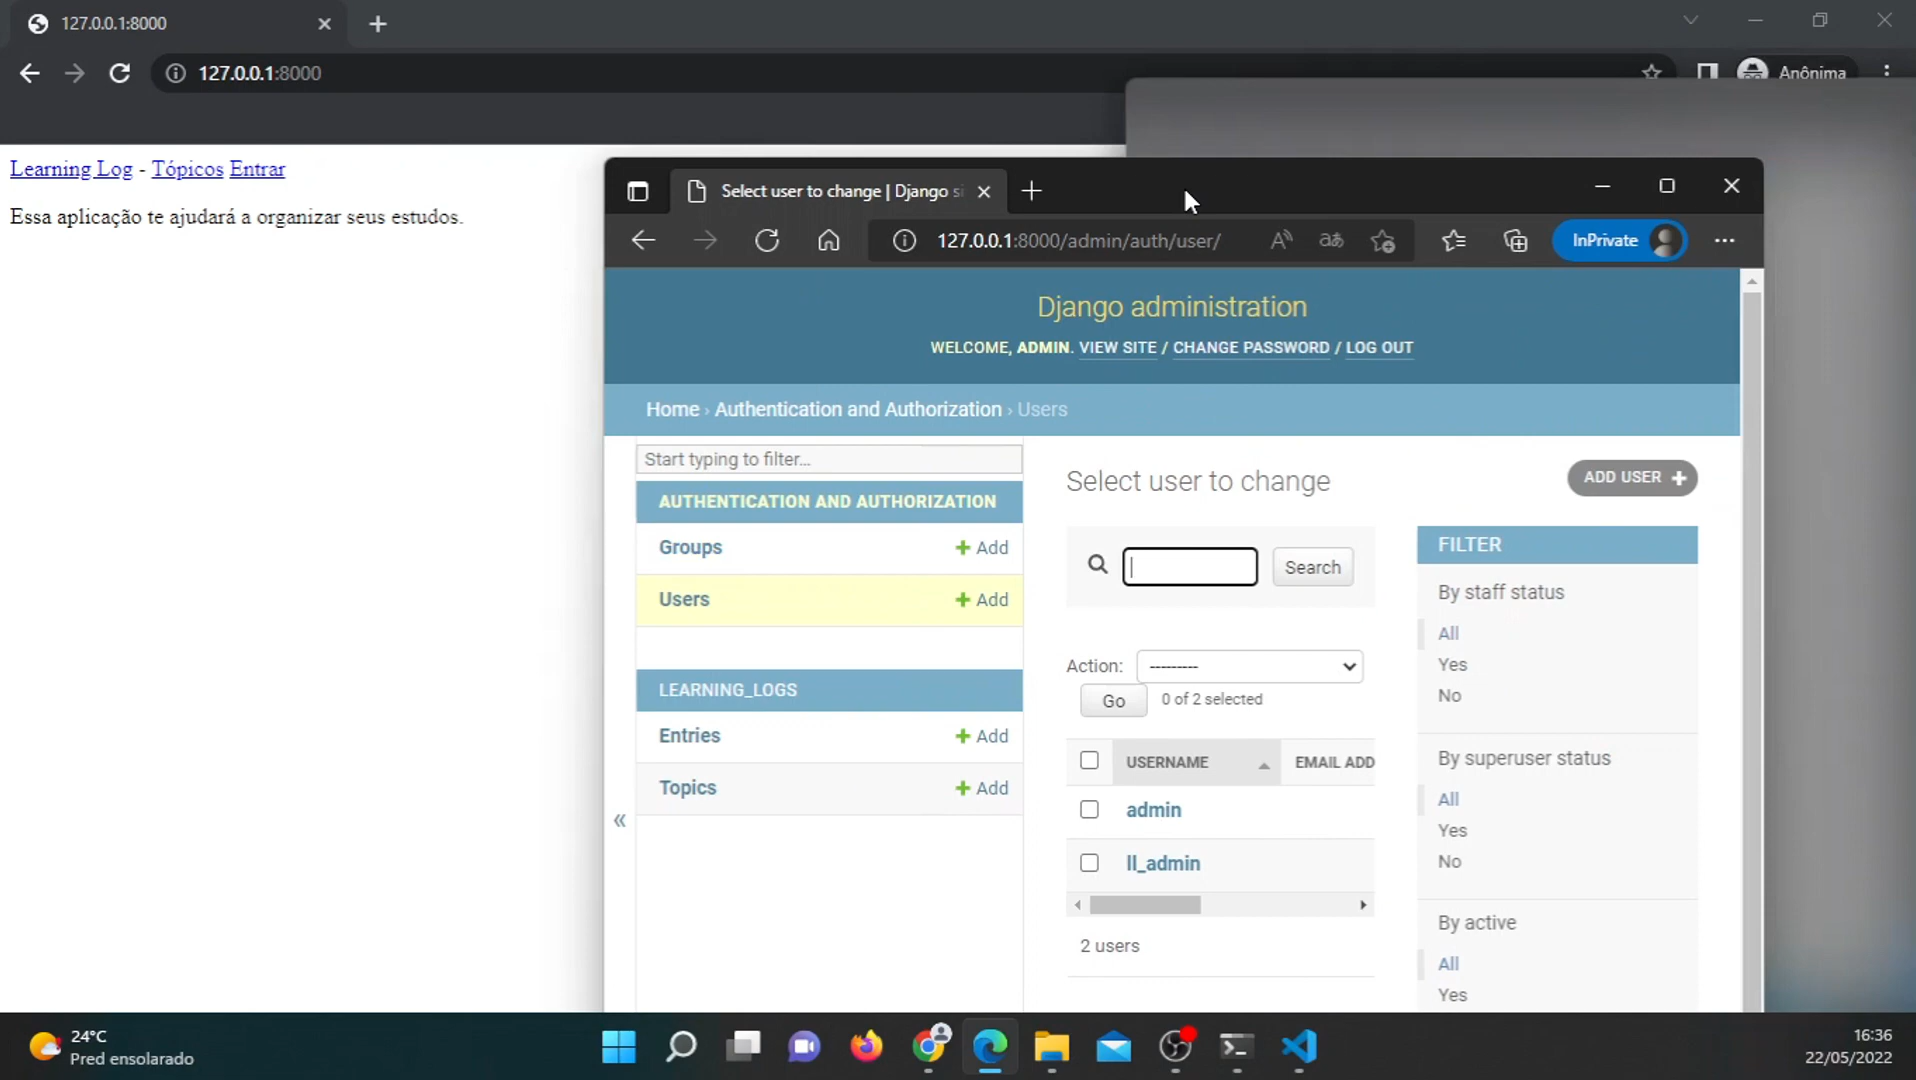 127.0.0.1:8000
127.0.0.1:8000
Anônima
Learning Log - Tópicos Entrar
Essa aplicação te ajudará a organizar seus estudos.
Select user to change | Django si
127.0.0.1:8000/admin/auth/user/
InPrivate
Django administration
WELCOME, ADMIN. VIEW SITE / CHANGE PASSWORD / LOG OUT
Home › Authentication and Authorization › Users
Start typing to filter...
AUTHENTICATION AND AUTHORIZATION
Groups + Add
Users + Add
LEARNING_LOGS
Entries + Add
Topics + Add
«
Select user to change
ADD USER +
Search
Action: ---------
Go 0 of 2 selected
USERNAME EMAIL ADD
admin
ll_admin
2 users
FILTER
By staff status
All
Yes
No
By superuser status
All
Yes
No
By active
All
Yes
24°C
Pred ensolarado
16:36
22/05/2022